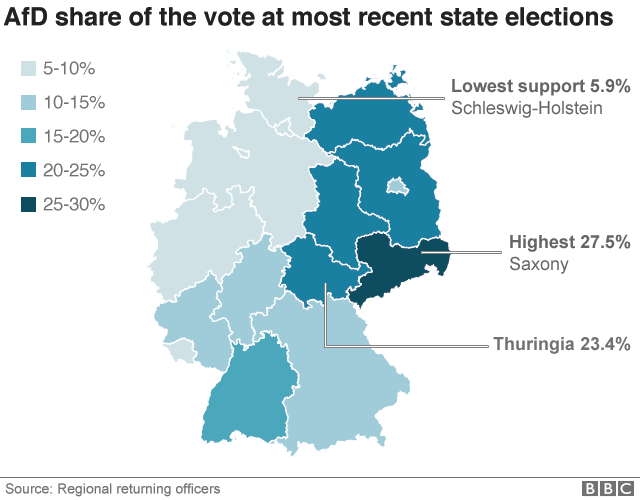 AfD share of the vote at most recent state elections
5-10%
10-15%
15-20%
20-25%
25-30%
Lowest support 5.9%
Schleswig-Holstein
Highest 27.5%
Saxony
Thuringia 23.4%
Source: Regional returning officers
BBC